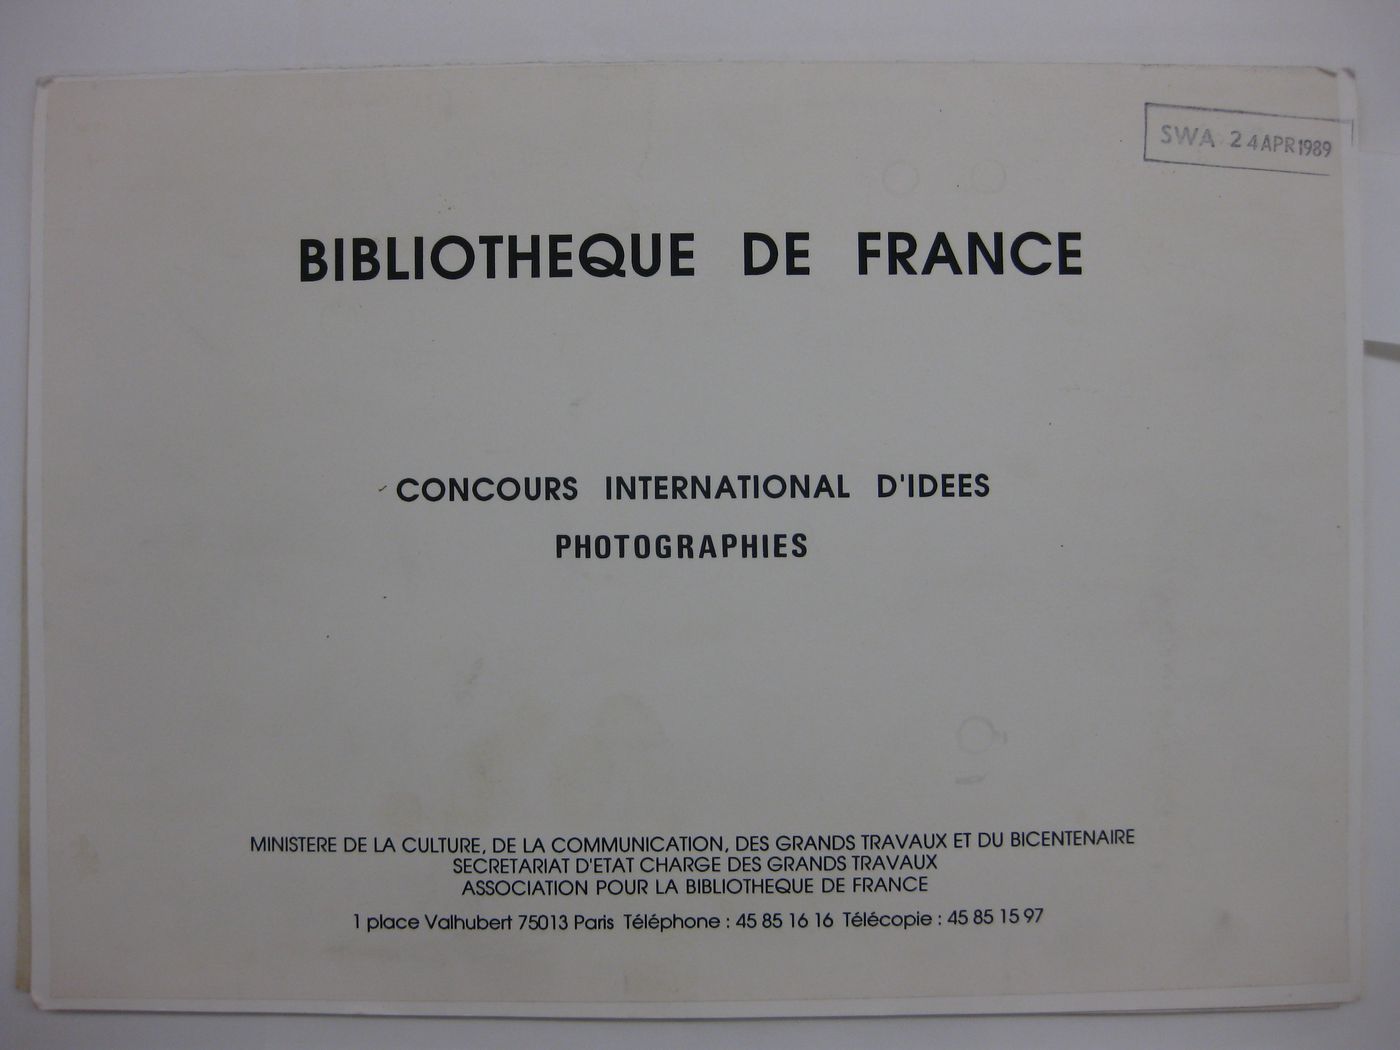 SWA 24 APR 1989
BIBLIOTHEQUE DE FRANCE
CONCOURS INTERNATIONAL D'IDEES
PHOTOGRAPHIES
MINISTERE DE LA CULTURE, DE LA COMMUNICATION, DES GRANDS TRAVAUX ET DU BICENTENAIRE
SECRETARIAT D'ETAT CHARGE DES GRANDS TRAVAUX
ASSOCIATION POUR LA BIBLIOTHEQUE DE FRANCE
1 place Valhubert 75013 Paris Téléphone : 45 85 16 16 Télécopie : 45 85 15 97